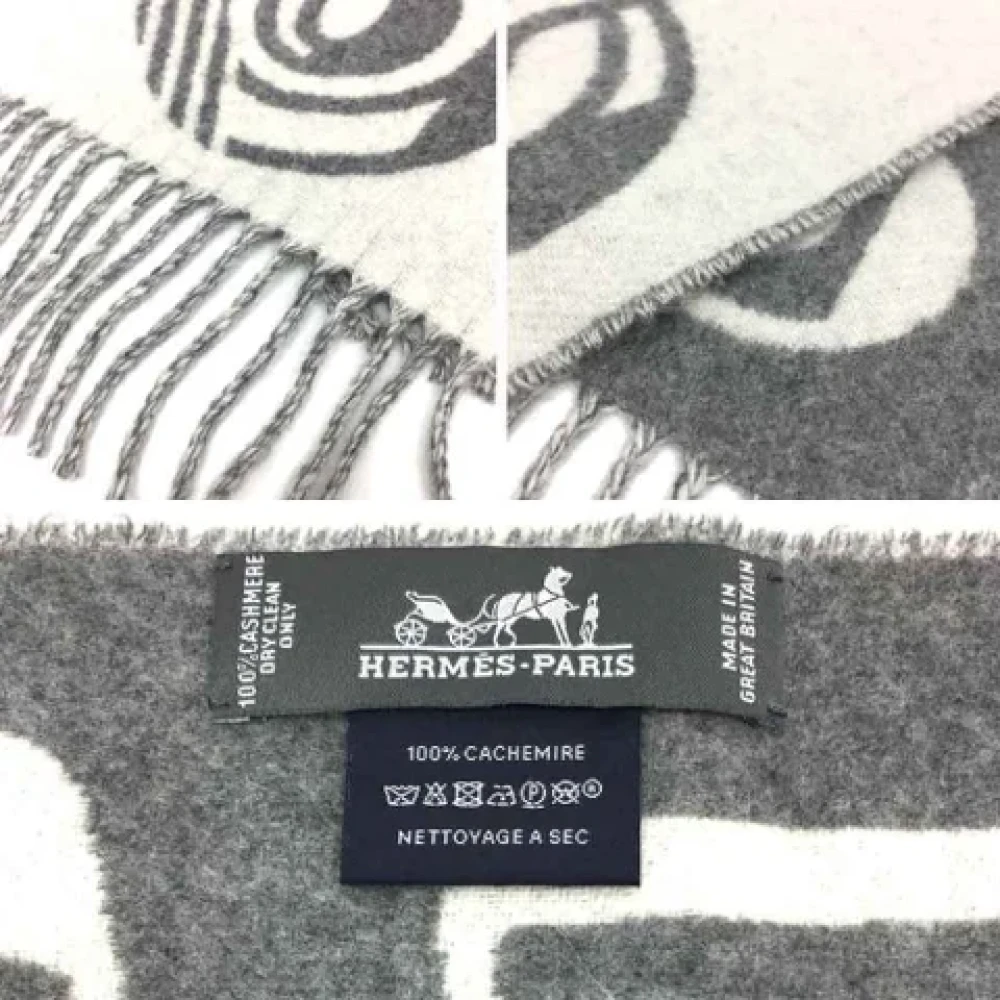 100% CASHMERE
DRY CLEAN
ONLY
HERMÈS-PARIS
MADE IN
GREAT BRITAIN
100% CACHEMIRE
P
NETTOYAGE A SEC